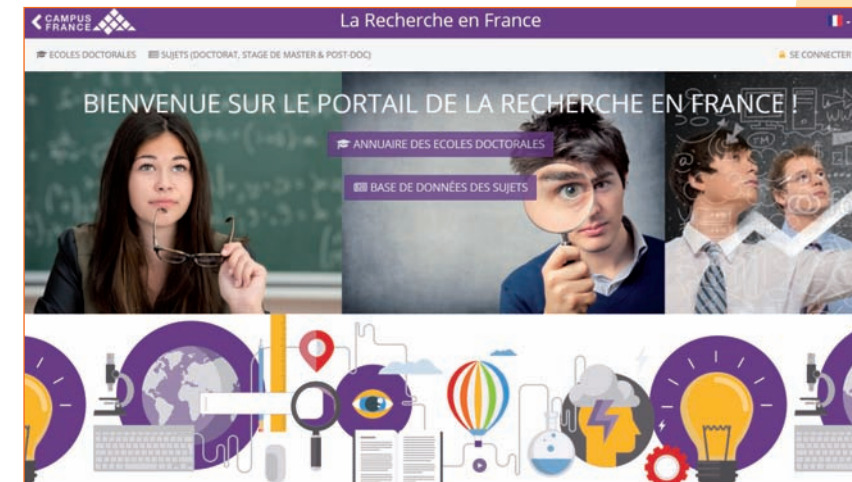 CAMPUS
FRANCE
La Recherche en France
ECOLES DOCTORALES
SUJETS (DOCTORAT, STAGE DE MASTER & POST-DOC)
SE CONNECTER
BIENVENUE SUR LE PORTAIL DE LA RECHERCHE EN FRANCE !
ANNUAIRE DES ECOLES DOCTORALES
BASE DE DONNÉES DES SUJETS